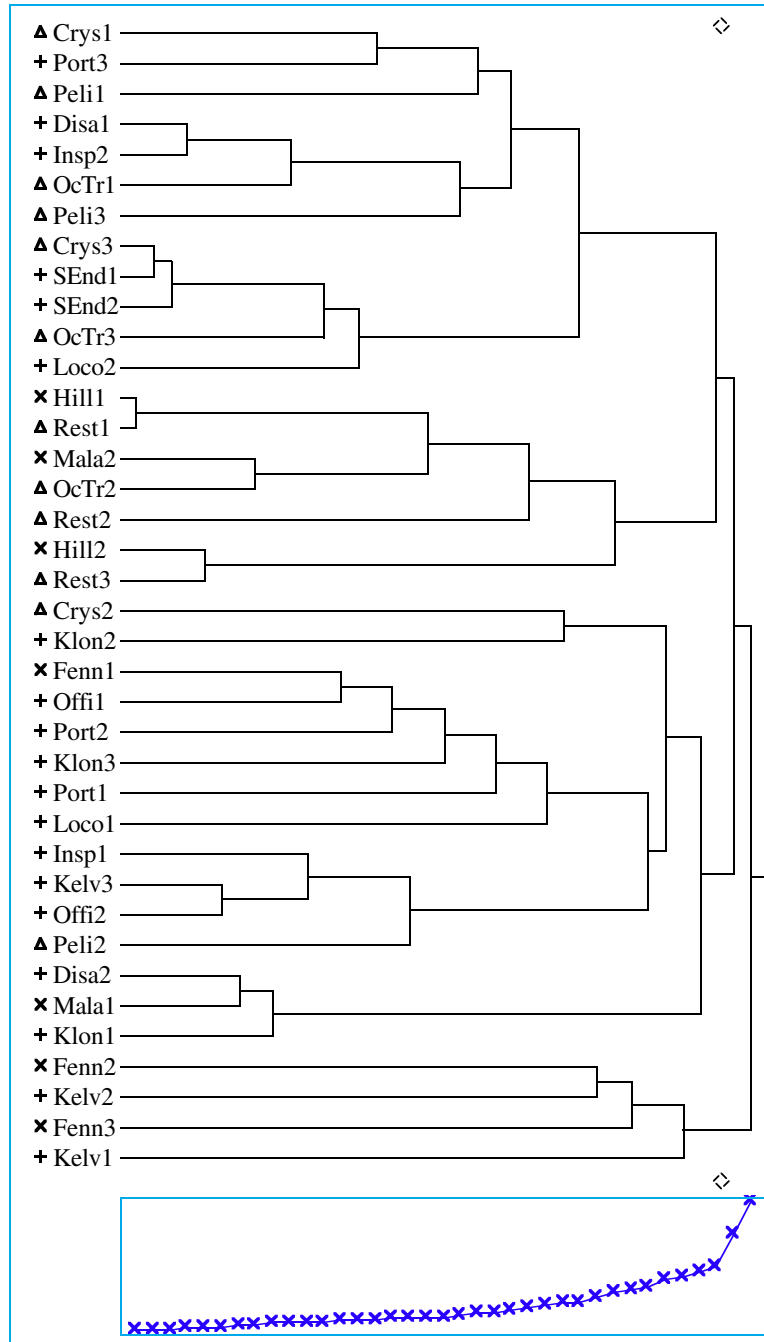 Crys1
Port3
Peli1
Disa1
Insp2
OcTr1
Peli3
Crys3
SEnd1
SEnd2
OcTr3
Loco2
Hill1
Rest1
Mala2
OcTr2
Rest2
Hill2
Rest3
Crys2
Klon2
Fenn1
Offi1
Port2
Klon3
Port1
Loco1
Insp1
Kelv3
Offi2
Peli2
Disa2
Mala1
Klon1
Fenn2
Kelv2
Fenn3
Kelv1